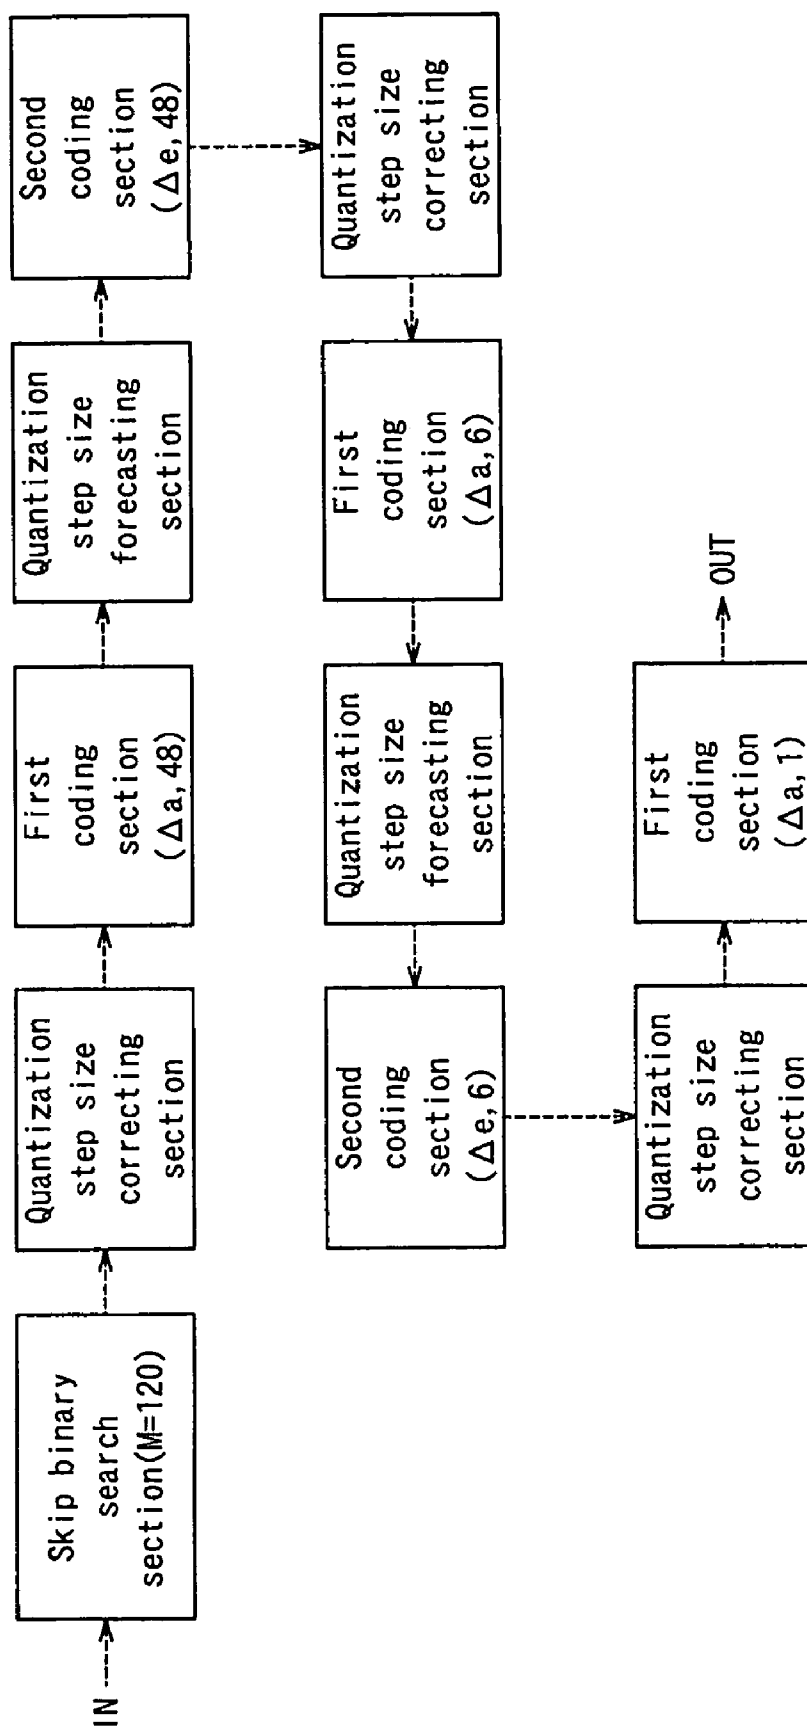 IN
Skip binary
search
section(M=120)
Quantization
step size
correcting
section
First
coding
section
(Δa,48)
Quantization
step size
forecasting
section
Second
coding
section
(Δe,48)
Quantization
step size
correcting
section
First
coding
section
(Δa,6)
Quantization
step size
forecasting
section
Second
coding
section
(Δe,6)
Quantization
step size
correcting
section
First
coding
section
(Δa,1)
OUT